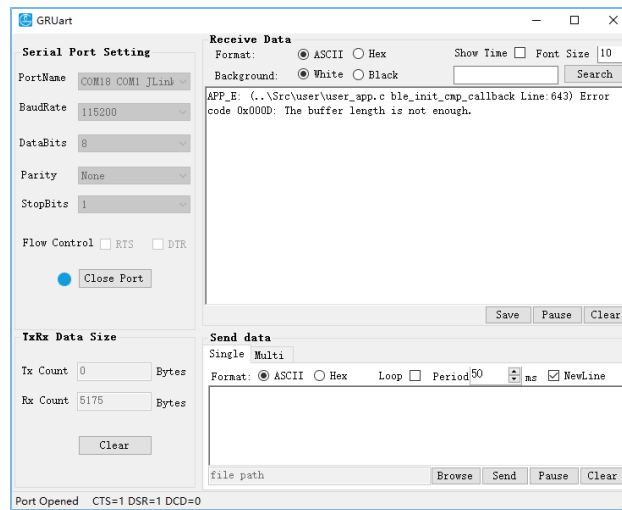 GRUart
Serial Port Setting
PortName COM18 COM1 JLink
BaudRate 115200
DataBits 8
Parity None
StopBits 1
Flow Control RTS DTR
Close Port
TxRx Data Size
Tx Count 0 Bytes
Rx Count 5175 Bytes
Clear
Receive Data
Format: ASCII Hex Show Time Font Size 10
Background: White Black Search
APP_E: (..\Src\user\user_app.c ble_init_cmp_callback Line:643) Error
code 0x000D: The buffer length is not enough.
Save Pause Clear
Send data
Single Multi
Format: ASCII Hex Loop Period 50 ms NewLine
file path Browse Send Pause Clear
Port Opened CTS=1 DSR=1 DCD=0